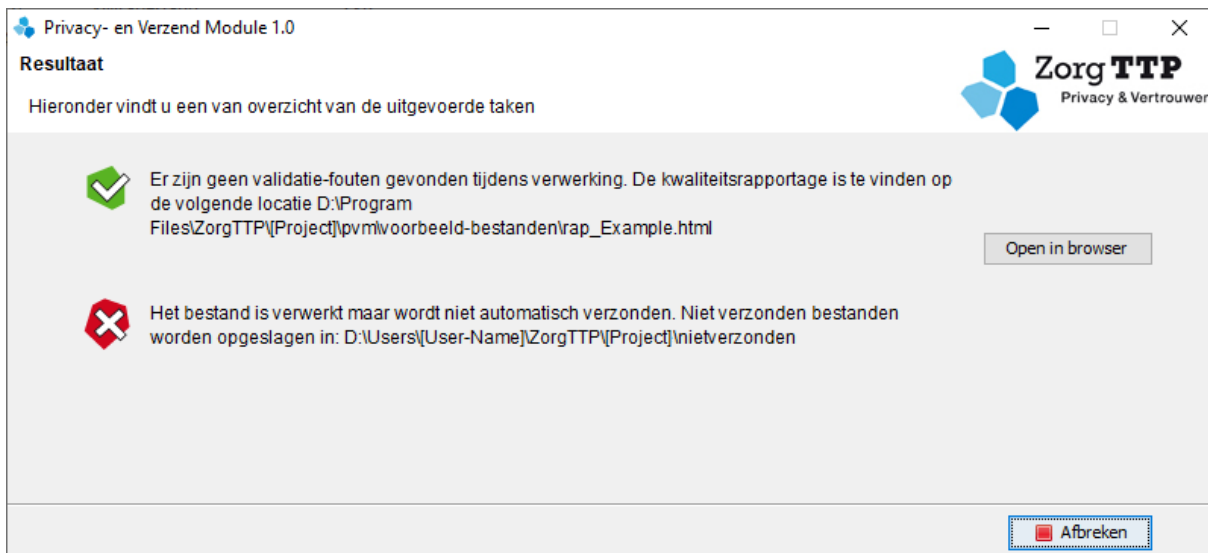 Privacy- en Verzend Module 1.0
Resultaat
Hieronder vindt u een van overzicht van de uitgevoerde taken
Zorg TTP
Privacy & Vertrouwen
Er zijn geen validatie-fouten gevonden tijdens verwerking. De kwaliteitsrapportage is te vinden op
de volgende locatie D:\Program
Files\ZorgTTP\[Project]\pvm\voorbeeld-bestanden\rap_Example.html
Open in browser
Het bestand is verwerkt maar wordt niet automatisch verzonden. Niet verzonden bestanden
worden opgeslagen in: D:\Users\[User-Name]\ZorgTTP\[Project]\nietverzonden
Afbreken